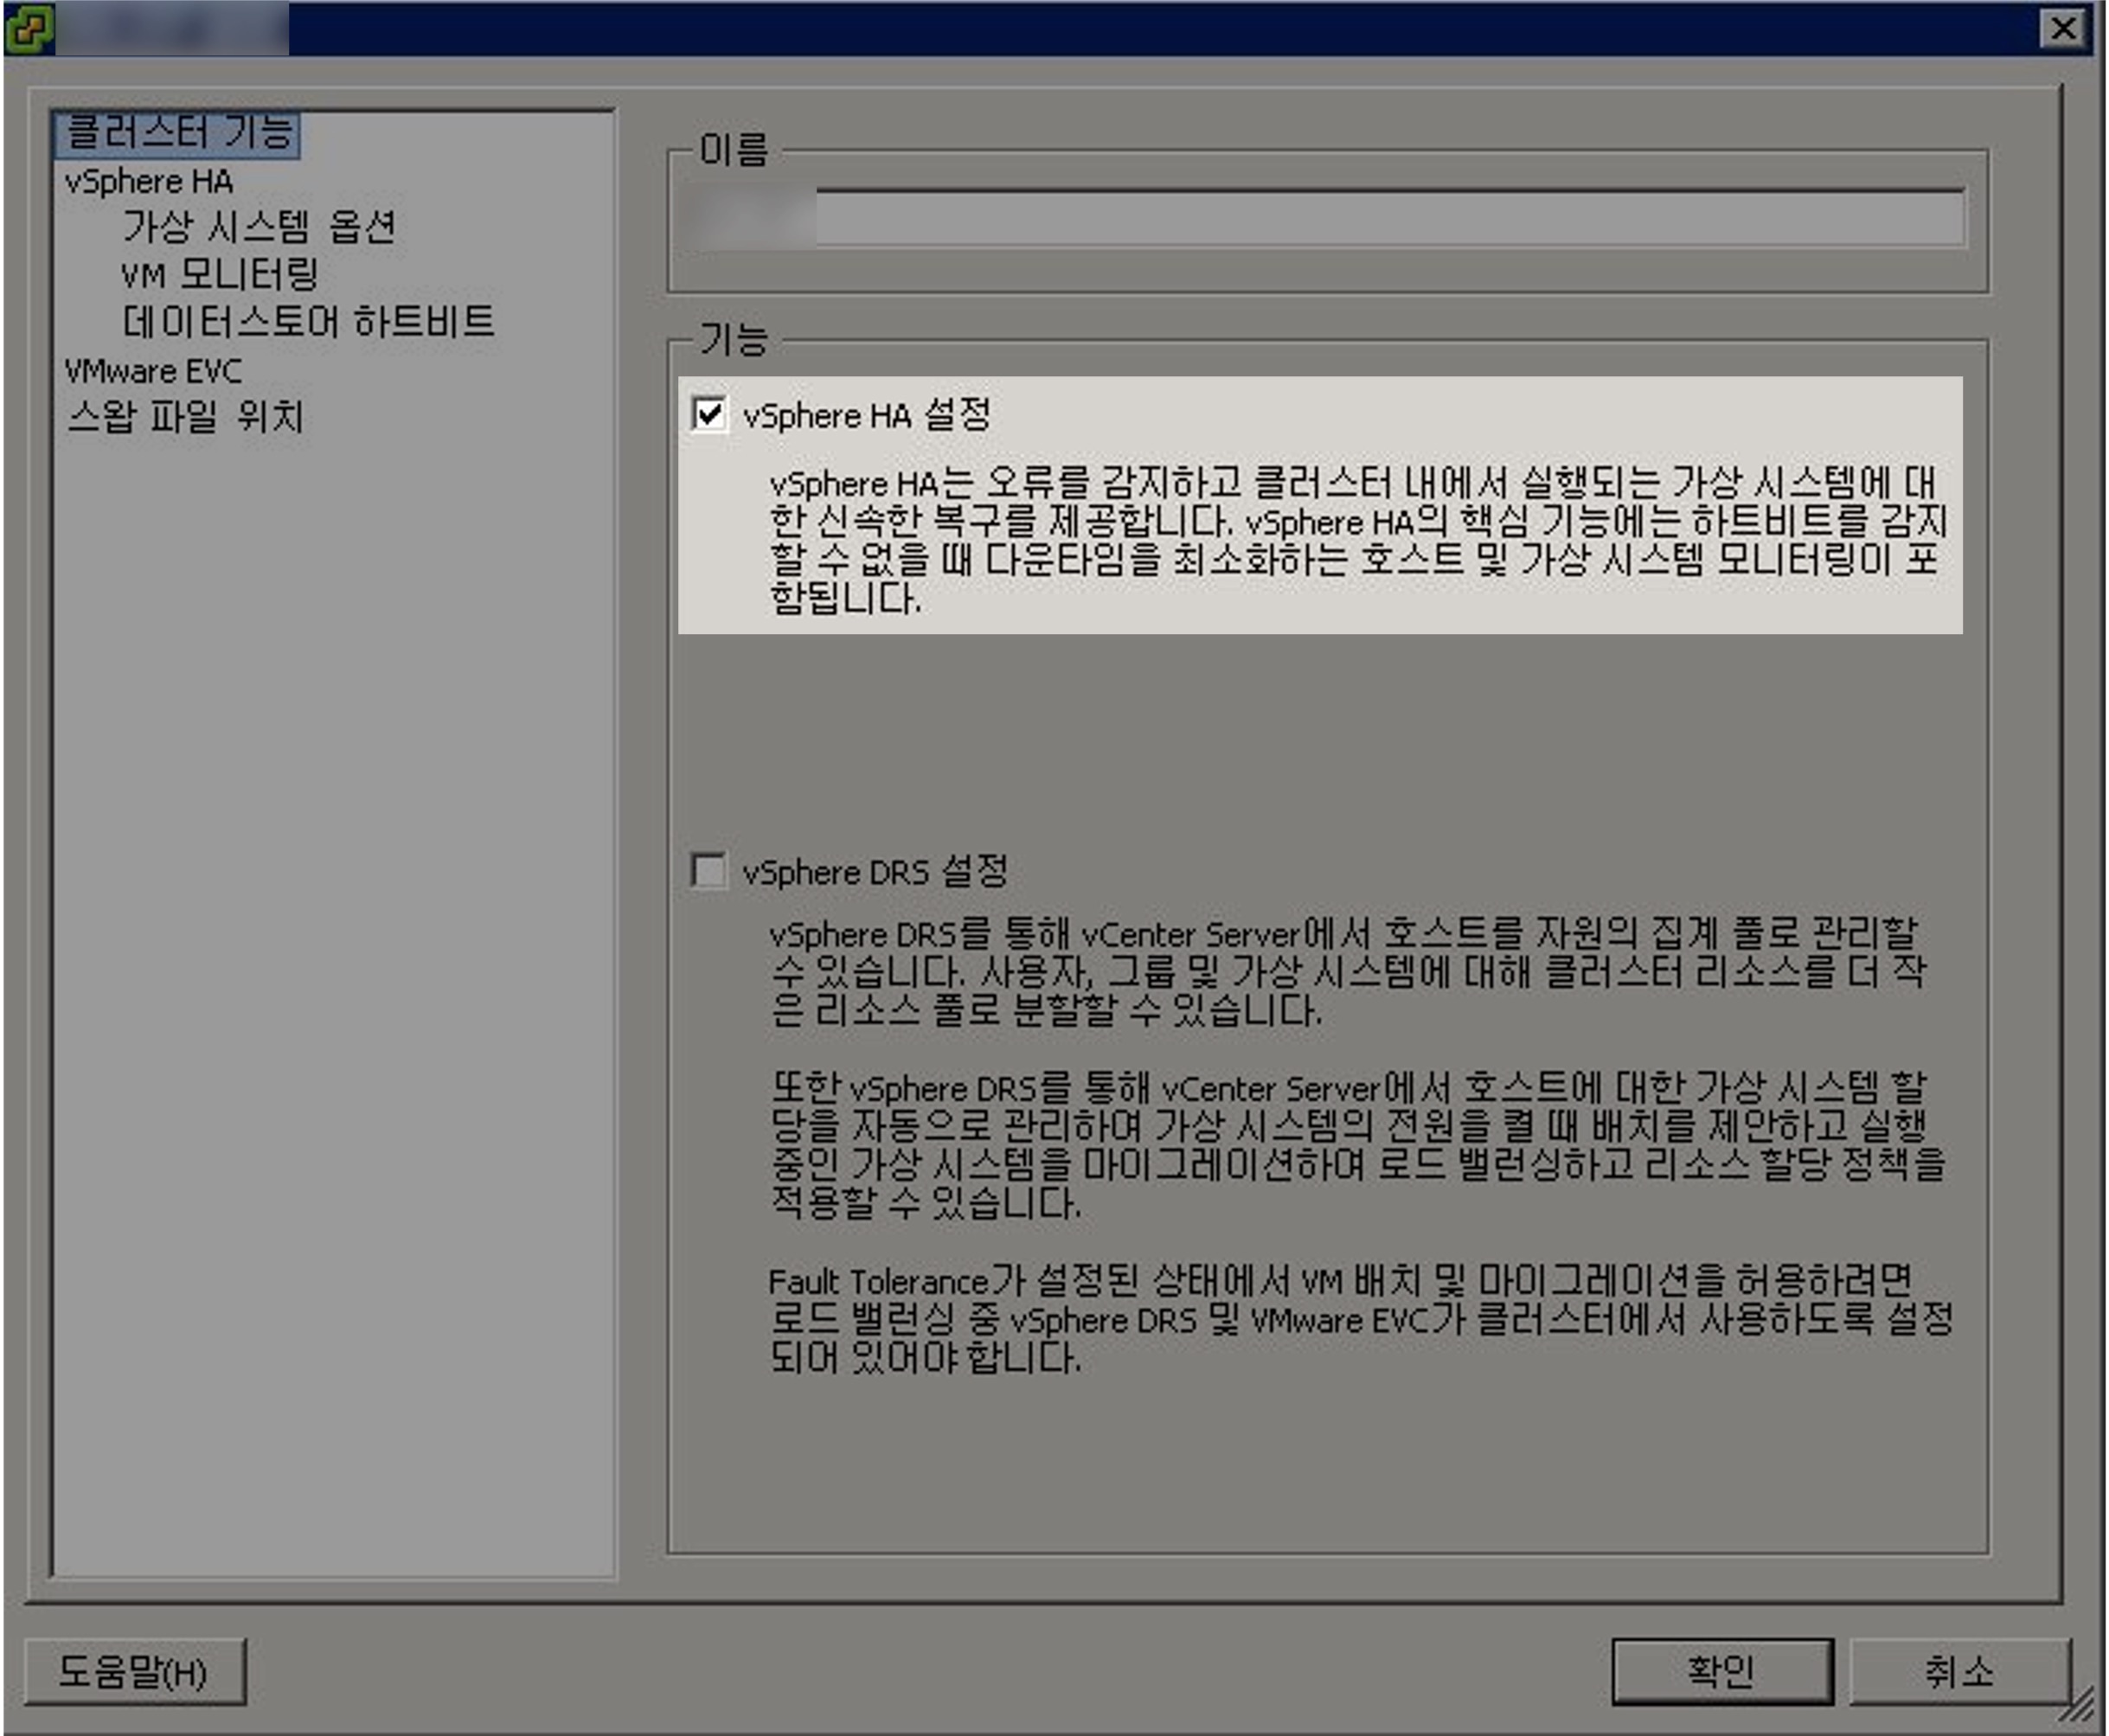 클러스터 기능
vSphere HA
가상 시스템 옵션
VM 모니터링
데이터스토어 하트비트
VMware EVC
스왑 파일 위치
이름
기능
vSphere HA 설정
vSphere HA는 오류를 감지하고 클러스터 내에서 실행되는 가상 시스템에 대
한 신속한 복구를 제공합니다. vSphere HA의 핵심 기능에는 하트비트를 감지
할 수 없을 때 다운타임을 최소화하는 호스트 및 가상 시스템 모니터링이 포
함됩니다.
vSphere DRS 설정
vSphere DRS를 통해 vCenter Server에서 호스트를 자원의 집계 풀로 관리할
수 있습니다. 사용자, 그룹 및 가상 시스템에 대해 클러스터 리소스를 더 작
은 리소스 풀로 분할할 수 있습니다.
또한 vSphere DRS를 통해 vCenter Server에서 호스트에 대한 가상 시스템 할
당을 자동으로 관리하여 가상 시스템의 전원을 켤 때 배치를 제안하고 실행
중인 가상 시스템을 마이그레이션하여 로드 밸런싱하고 리소스 할당 정책을
적용할 수 있습니다.
Fault Tolerance가 설정된 상태에서 VM 배치 및 마이그레이션을 허용하려면
로드 밸런싱 중 vSphere DRS 및 VMware EVC가 클러스터에서 사용하도록 설정
되어 있어야 합니다.
도움말(H)
확인
취소